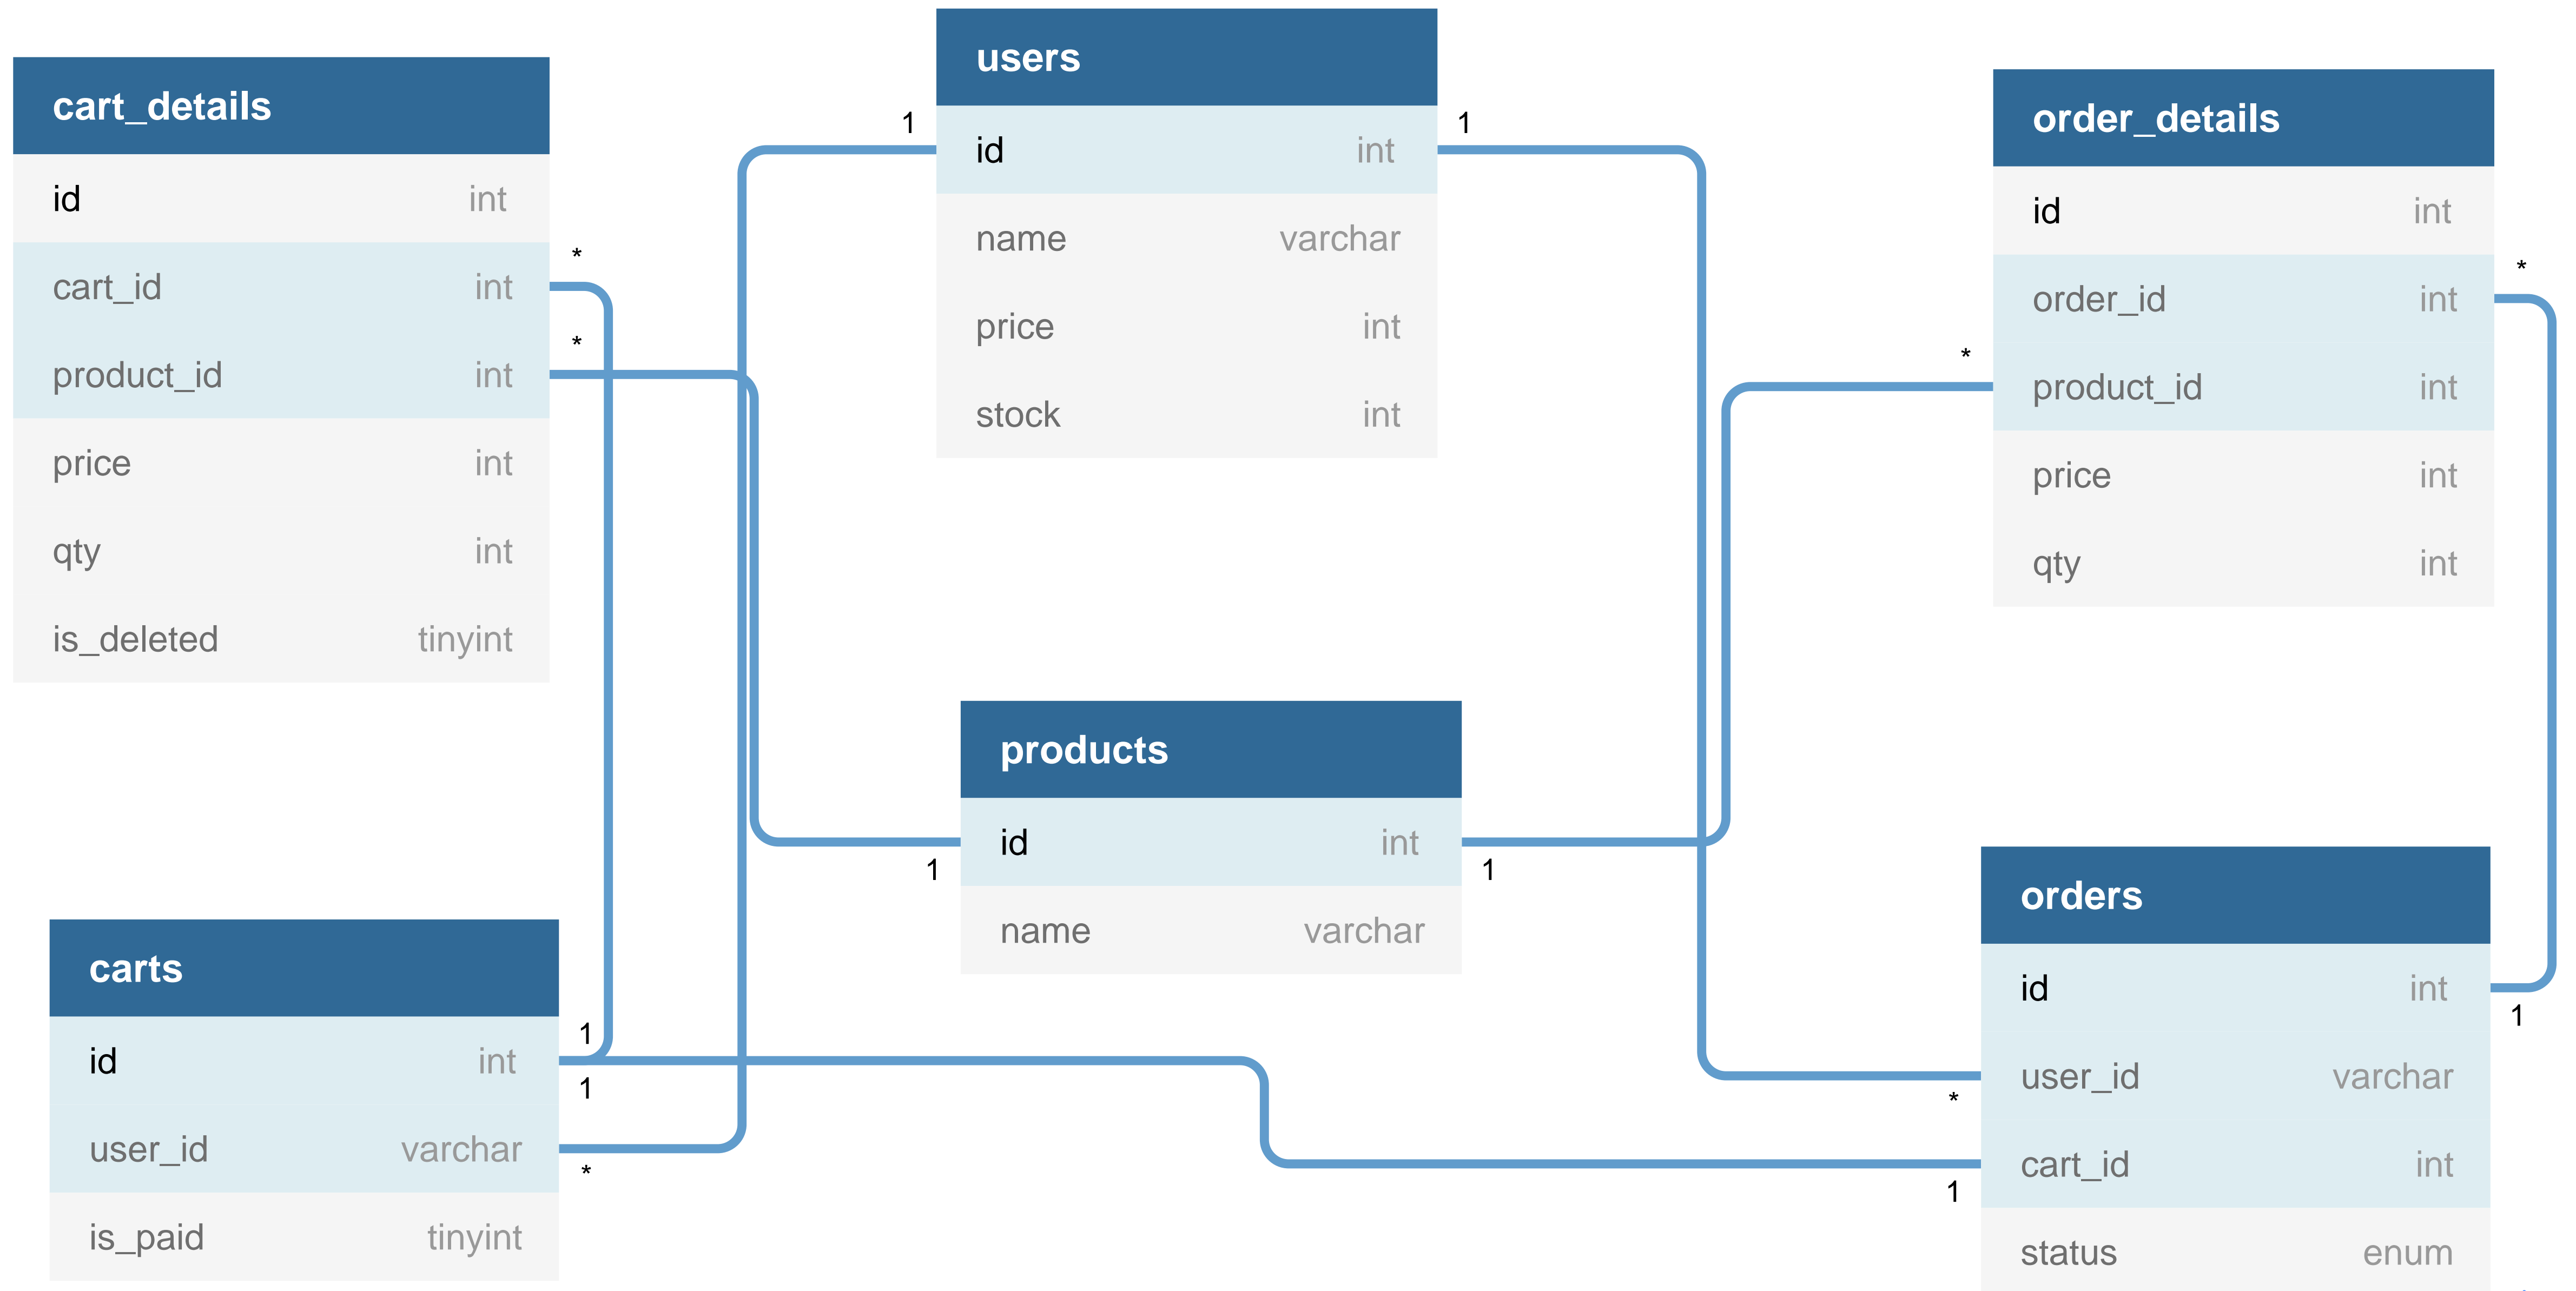 cart_details
id int
cart_id int *
product_id int *
price int
qty int
is_deleted tinyint
users
1 id int 1
name varchar
price int
stock int
order_details
id int
order_id int *
* product_id int
price int
qty int
products
id int
1 1
name varchar
carts
1
id int
1
user_id varchar
*
is_paid tinyint
orders
id int
1
user_id varchar
*
cart_id int
1
status enum